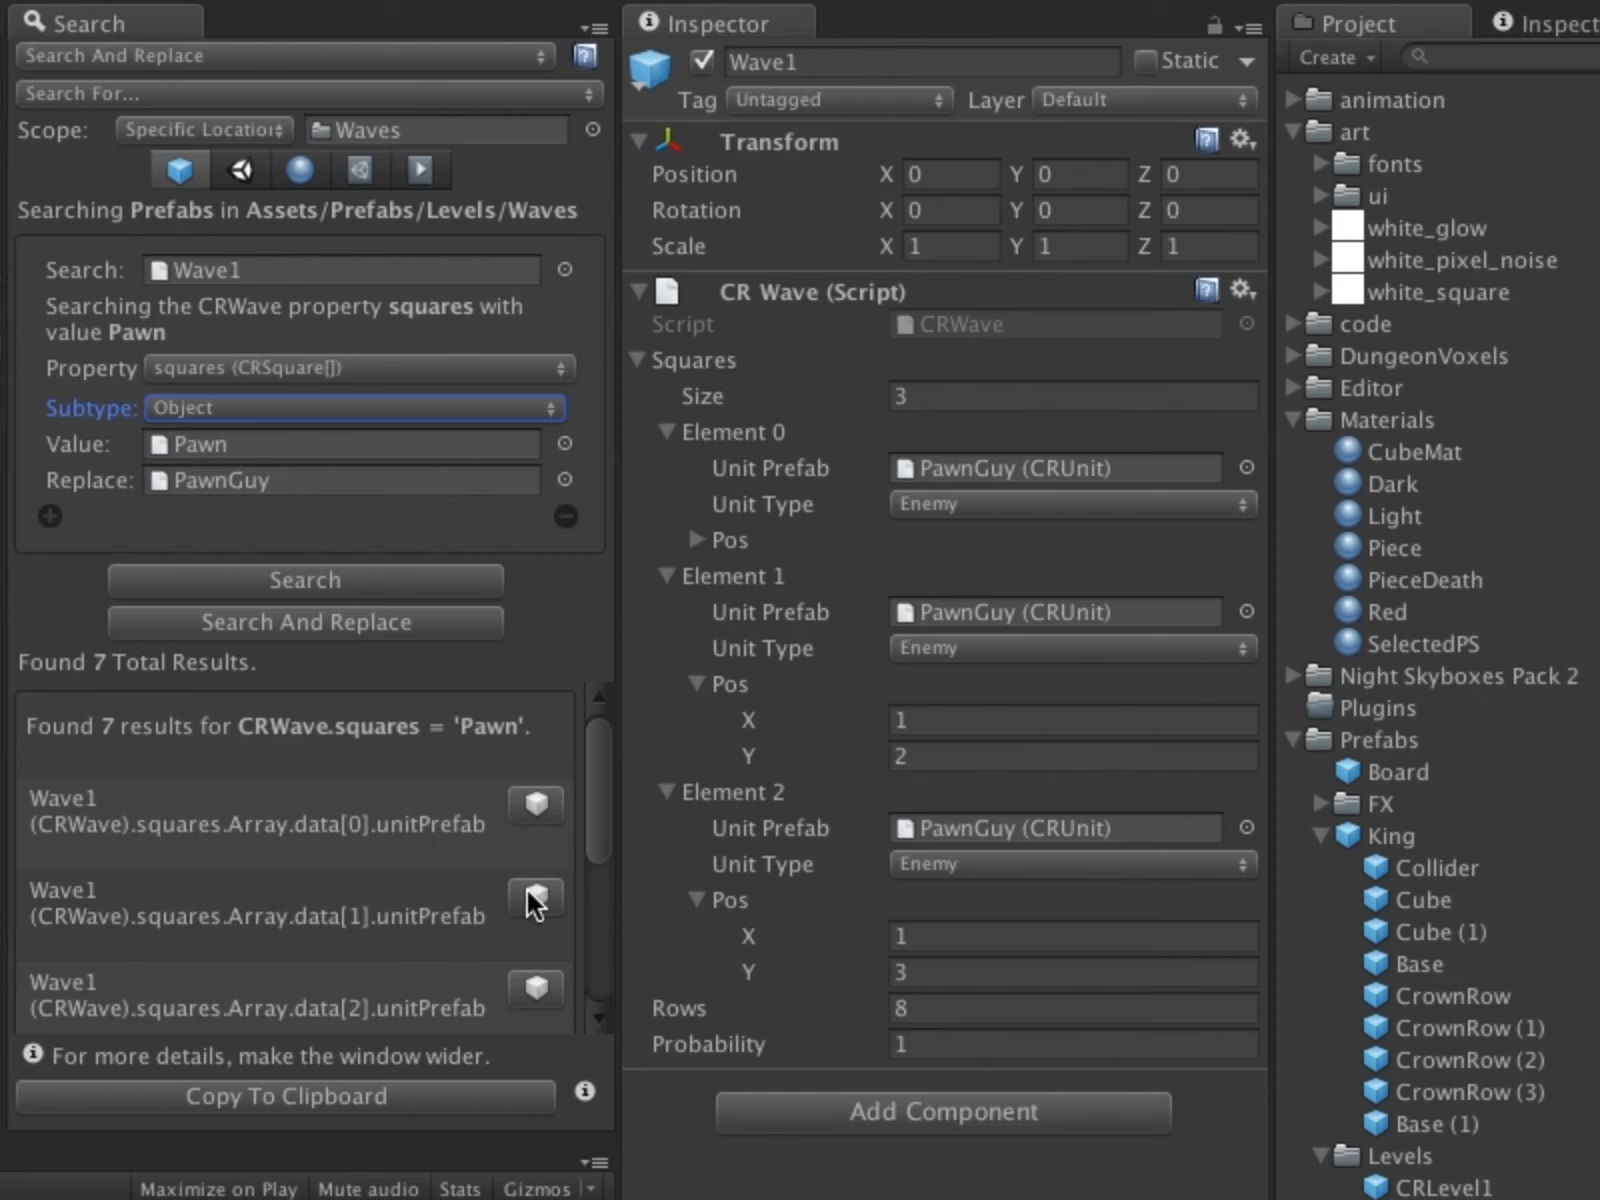 Search
Search And Replace
Search For...
Scope: Specific Location Waves
Searching Prefabs in Assets/Prefabs/Levels/Waves
Search: Wave1
Searching the CRWave property squares with
value Pawn
Property squares (CRSquare[])
Subtype: Object
Value: Pawn
Replace: PawnGuy
Search
Search And Replace
Found 7 Total Results.
Found 7 results for CRWave.squares = 'Pawn'.
Wave1
(CRWave).squares.Array.data[0].unitPrefab
Wave1
(CRWave).squares.Array.data[1].unitPrefab
Wave1
(CRWave).squares.Array.data[2].unitPrefab
For more details, make the window wider.
Copy To Clipboard
Maximize on Play Mute audio Stats Gizmos
Inspector
Wave1 Static
Tag Untagged Layer Default
Transform
Position X 0 Y 0 Z 0
Rotation X 0 Y 0 Z 0
Scale X 1 Y 1 Z 1
CR Wave (Script)
Script CRWave
Squares
Size 3
Element 0
Unit Prefab PawnGuy (CRUnit)
Unit Type Enemy
Pos
Element 1
Unit Prefab PawnGuy (CRUnit)
Unit Type Enemy
Pos
X 1
Y 2
Element 2
Unit Prefab PawnGuy (CRUnit)
Unit Type Enemy
Pos
X 1
Y 3
Rows 8
Probability 1
Add Component
Project Inspect
Create
animation
art
fonts
ui
white_glow
white_pixel_noise
white_square
code
DungeonVoxels
Editor
Materials
CubeMat
Dark
Light
Piece
PieceDeath
Red
SelectedPS
Night Skyboxes Pack 2
Plugins
Prefabs
Board
FX
King
Collider
Cube
Cube (1)
Base
CrownRow
CrownRow (1)
CrownRow (2)
CrownRow (3)
Base (1)
Levels
CRLevel1